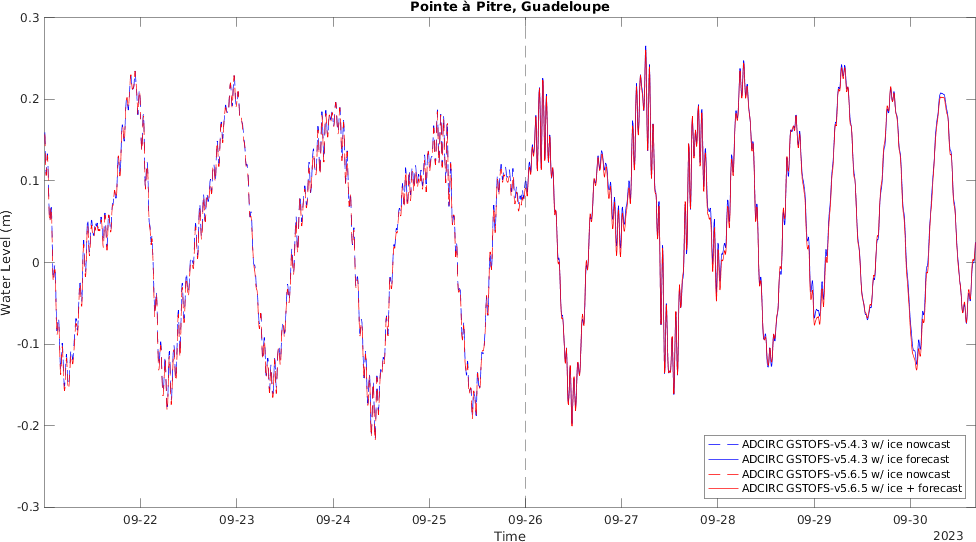 Pointe à Pitre, Guadeloupe
0.3
0.2
0.1
0
-0.1
-0.2
-0.3
Water Level (m)
ADCIRC GSTOFS-v5.4.3 w/ ice nowcast
ADCIRC GSTOFS-v5.4.3 w/ ice forecast
ADCIRC GSTOFS-v5.6.5 w/ ice nowcast
ADCIRC GSTOFS-v5.6.5 w/ ice + forecast
09-22 09-23 09-24 09-25 09-26 09-27 09-28 09-29 09-30
Time
2023